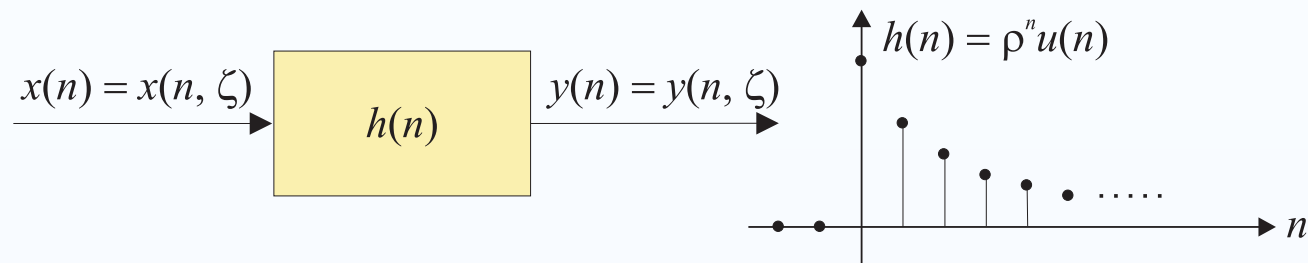 x(n) = x(n, ζ)
h(n)
y(n) = y(n, ζ)
h(n) = ρⁿu(n)
.....
n